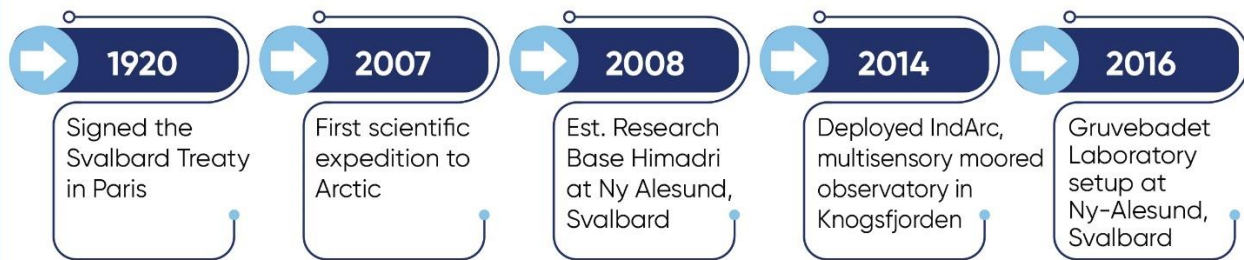 1920
Signed the
Svalbard Treaty
in Paris
2007
First scientific
expedition to
Arctic
2008
Est. Research
Base Himadri
at Ny Alesund,
Svalbard
2014
Deployed IndArc,
multisensory moored
observatory in
Knogsfjorden
2016
Gruvebadet
Laboratory
setup at
Ny-Alesund,
Svalbard